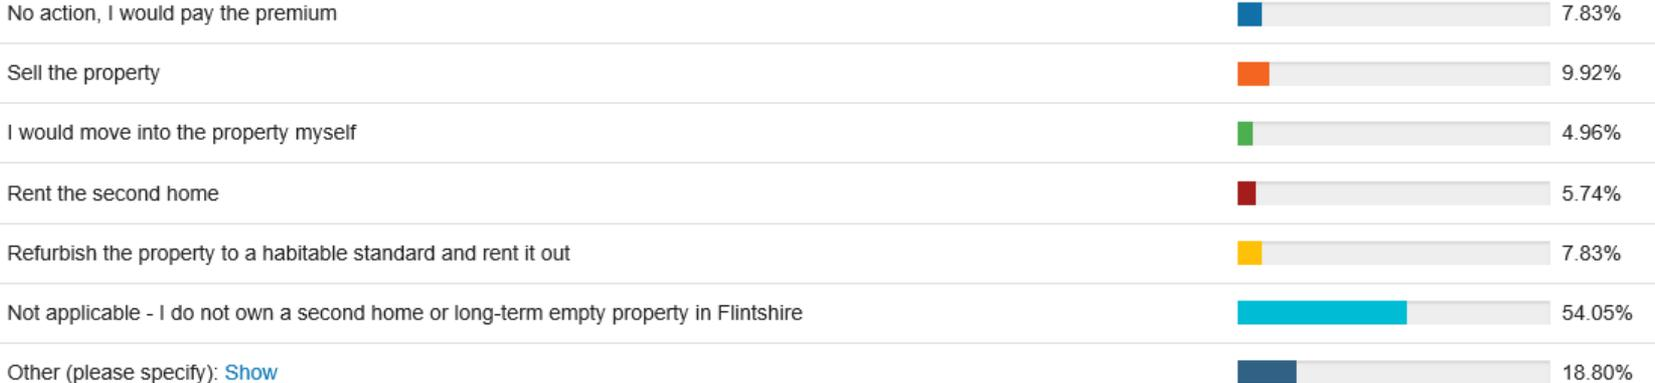 No action, I would pay the premium 7.83%
Sell the property 9.92%
I would move into the property myself 4.96%
Rent the second home 5.74%
Refurbish the property to a habitable standard and rent it out 7.83%
Not applicable - I do not own a second home or long-term empty property in Flintshire 54.05%
Other (please specify): Show 18.80%